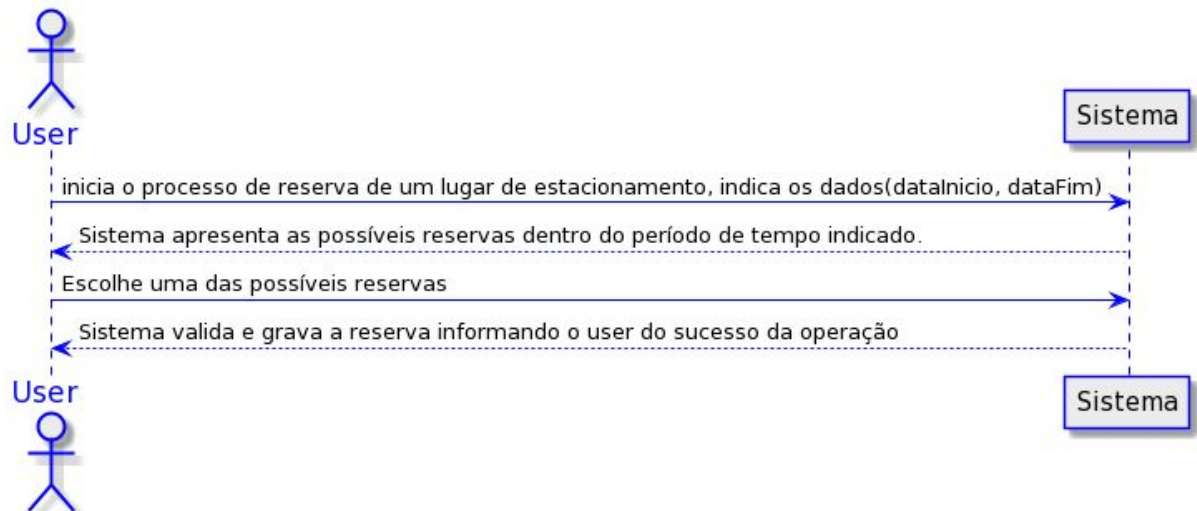 User
Sistema
inicia o processo de reserva de um lugar de estacionamento, indica os dados(dataInicio, dataFim)
Sistema apresenta as possíveis reservas dentro do período de tempo indicado.
Escolhe uma das possíveis reservas
Sistema valida e grava a reserva informando o user do sucesso da operação
User
Sistema